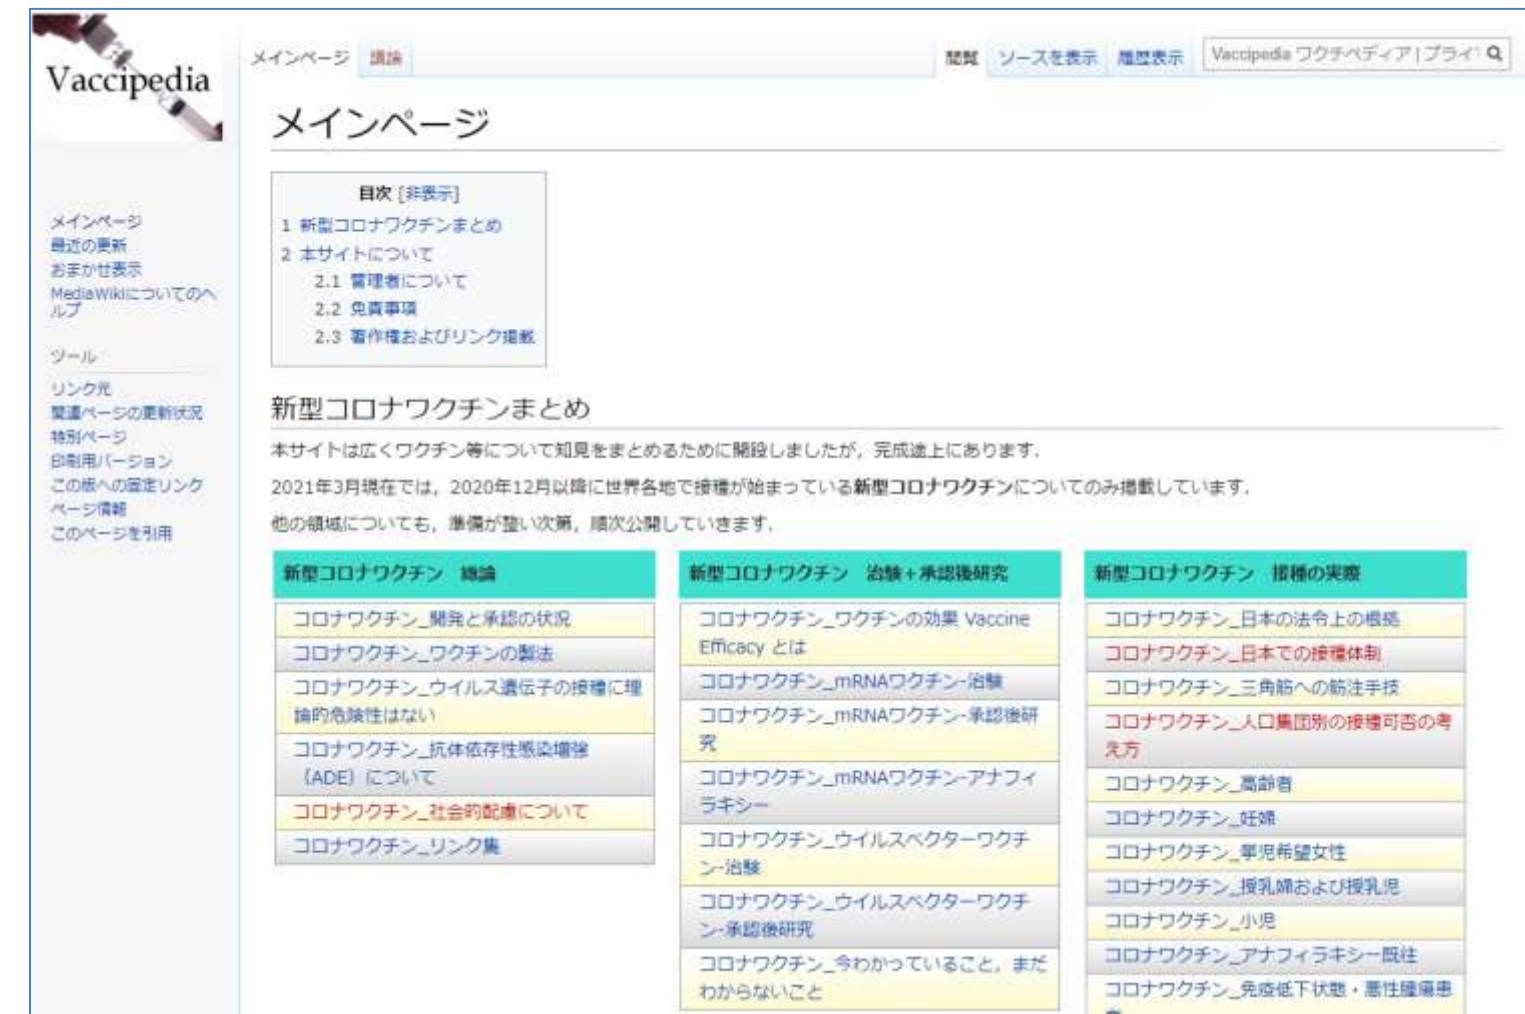 Vaccipedia
メインページ 議論
閲覧 ソースを表示 履歴表示 Vaccipedia ワクチペディア | プライ
メインページ
メインページ
最近の更新
おまかせ表示
MediaWikiについてのヘ
ルプ
ツール
リンク元
関連ページの更新状況
特別ページ
印刷用バージョン
この版への固定リンク
ページ情報
このページを引用
目次 [非表示]
1 新型コロナワクチンまとめ
2 本サイトについて
2.1 管理者について
2.2 免責事項
2.3 著作権およびリンク掲載
新型コロナワクチンまとめ
本サイトは広くワクチン等について知見をまとめるために開設しましたが，完成途上にあります．
2021年3月現在では，2020年12月以降に世界各地で接種が始まっている新型コロナワクチンについてのみ掲載しています．
他の領域についても，準備が整い次第，順次公開していきます．
新型コロナワクチン 総論
コロナワクチン_開発と承認の状況
コロナワクチン_ワクチンの製法
コロナワクチン_ウイルス遺伝子の接種に理
論的危険性はない
コロナワクチン_抗体依存性感染増強
（ADE）について
コロナワクチン_社会的配慮について
コロナワクチン_リンク集
新型コロナワクチン 治験+承認後研究
コロナワクチン_ワクチンの効果 Vaccine
Efficacy とは
コロナワクチン_mRNAワクチン-治験
コロナワクチン_mRNAワクチン-承認後研
究
コロナワクチン_mRNAワクチン-アナフィ
ラキシー
コロナワクチン_ウイルスベクターワクチ
ン-治験
コロナワクチン_ウイルスベクターワクチ
ン-承認後研究
コロナワクチン_今わかっていること，まだ
わからないこと
新型コロナワクチン 接種の実際
コロナワクチン_日本の法令上の根拠
コロナワクチン_日本での接種体制
コロナワクチン_三角筋への筋注手技
コロナワクチン_人口集団別の接種可否の考
え方
コロナワクチン_高齢者
コロナワクチン_妊婦
コロナワクチン_挙児希望女性
コロナワクチン_授乳婦および授乳児
コロナワクチン_小児
コロナワクチン_アナフィラキシー既往
コロナワクチン_免疫低下状態・悪性腫瘍患